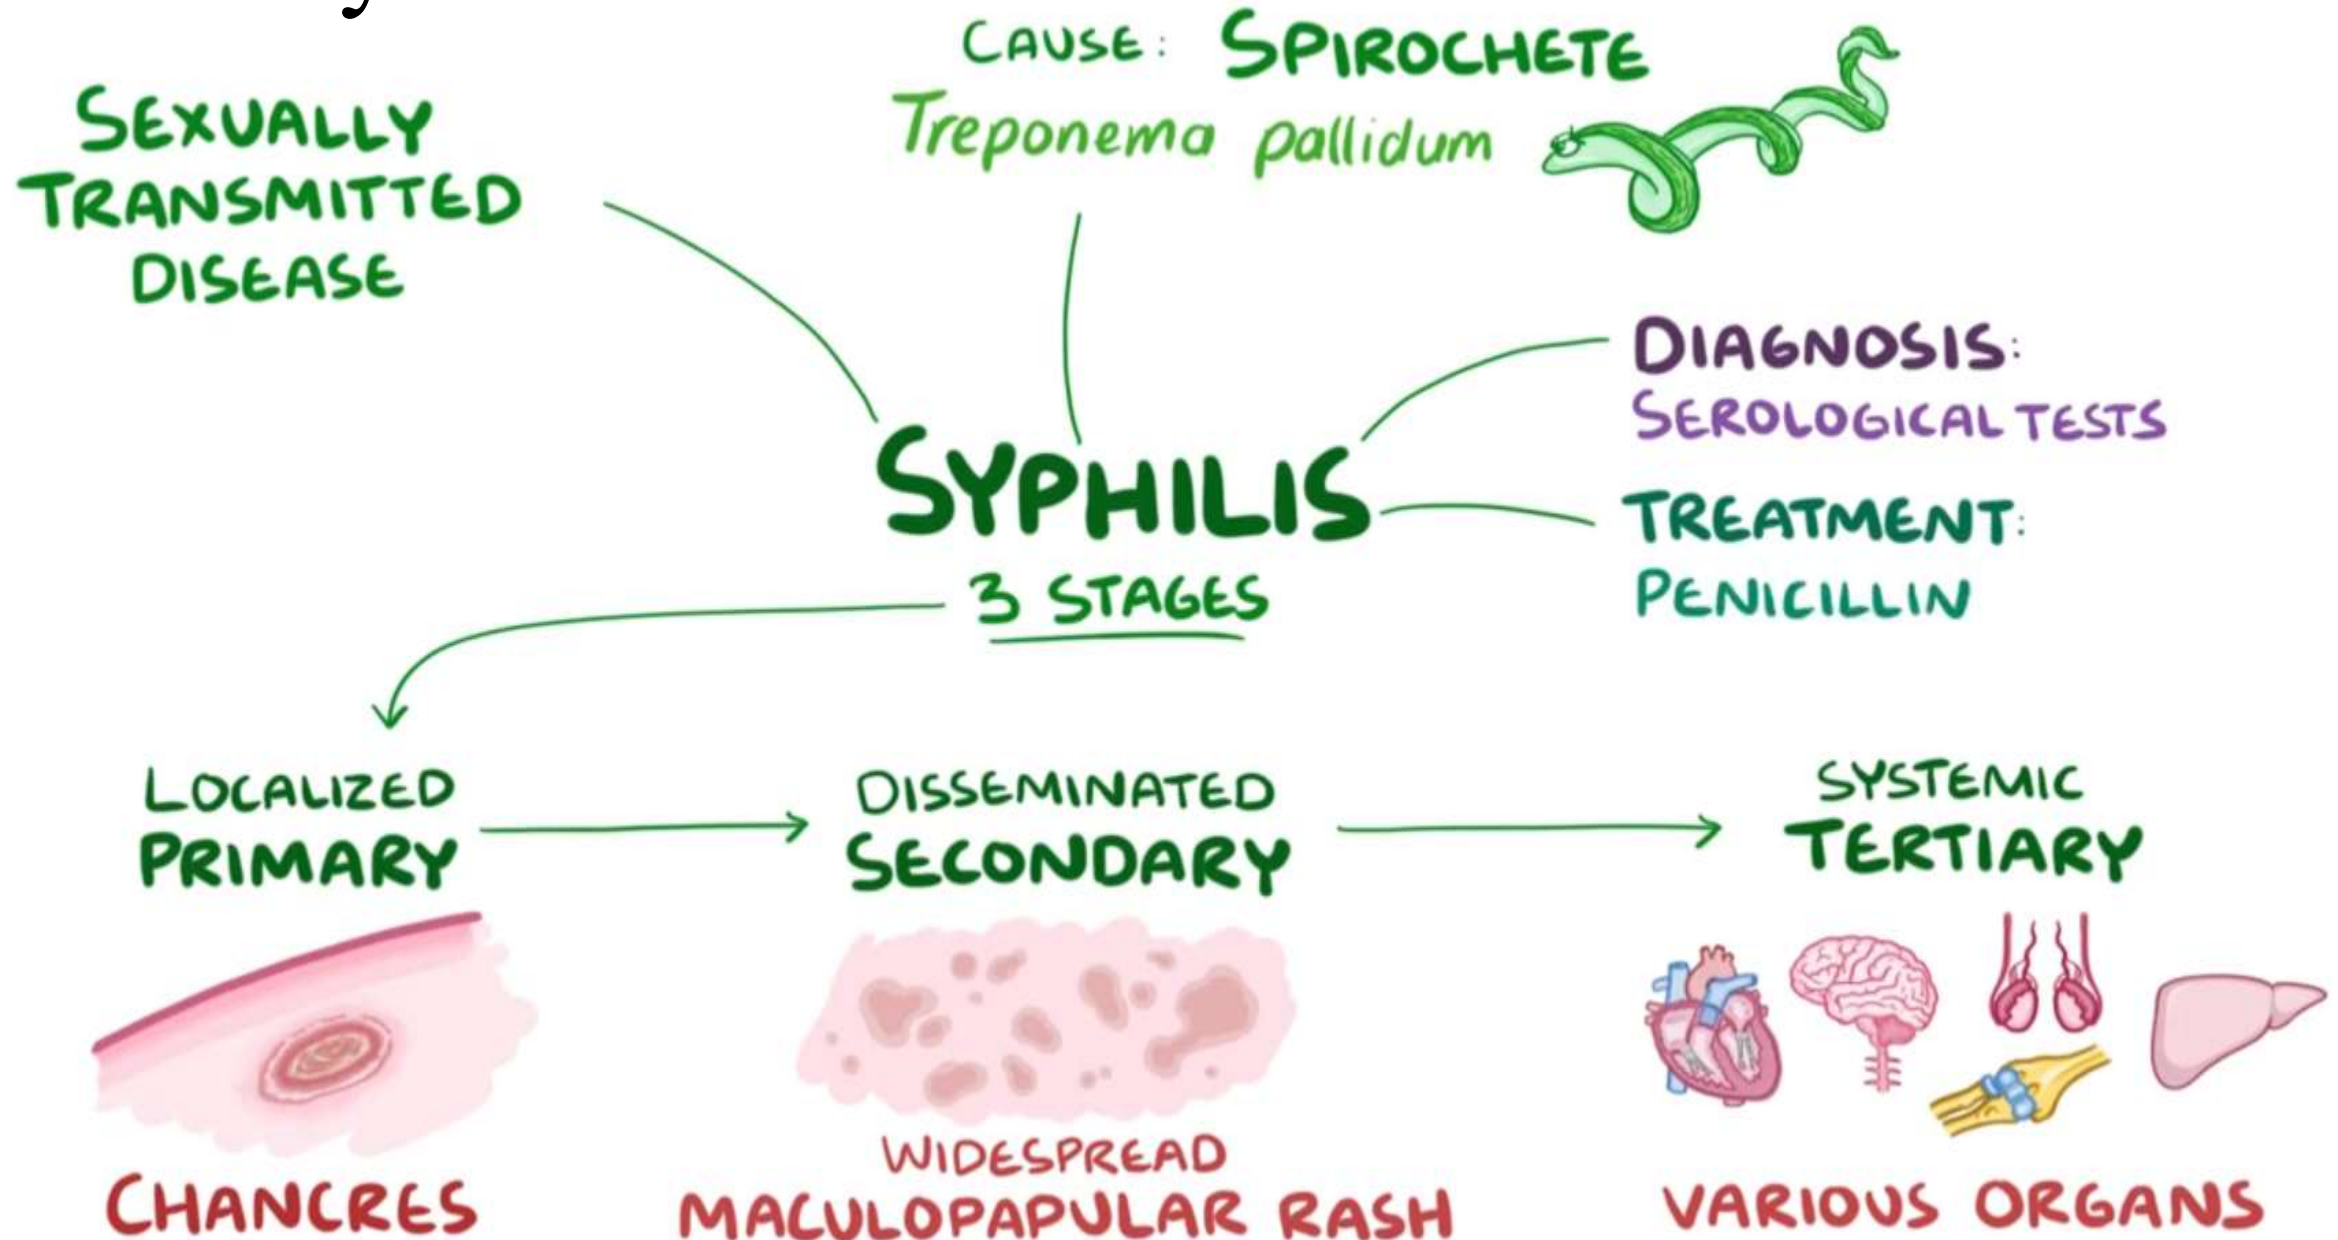 SEXUALLY
TRANSMITTED
DISEASE
CAUSE: SPIROCHETE
Treponema pallidum
DIAGNOSIS:
SEROLOGICAL TESTS
SYPHILIS
TREATMENT:
PENICILLIN
3 STAGES
LOCALIZED
PRIMARY
DISSEMINATED
SECONDARY
SYSTEMIC
TERTIARY
CHANCRES
WIDESPREAD
MACULOPAPULAR RASH
VARIOUS ORGANS